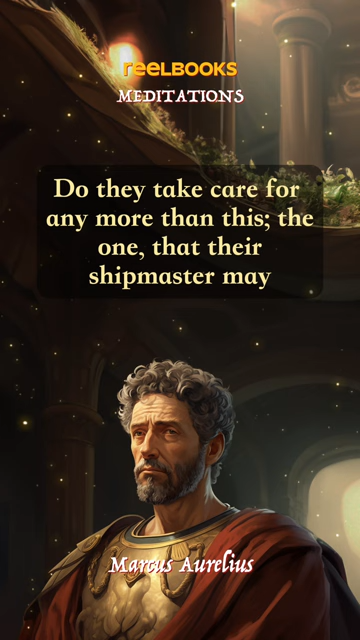 reelBOOKS
MEDITATIONS
Do they take care for
any more than this; the
one, that their
shipmaster may
Marcus Aurelius